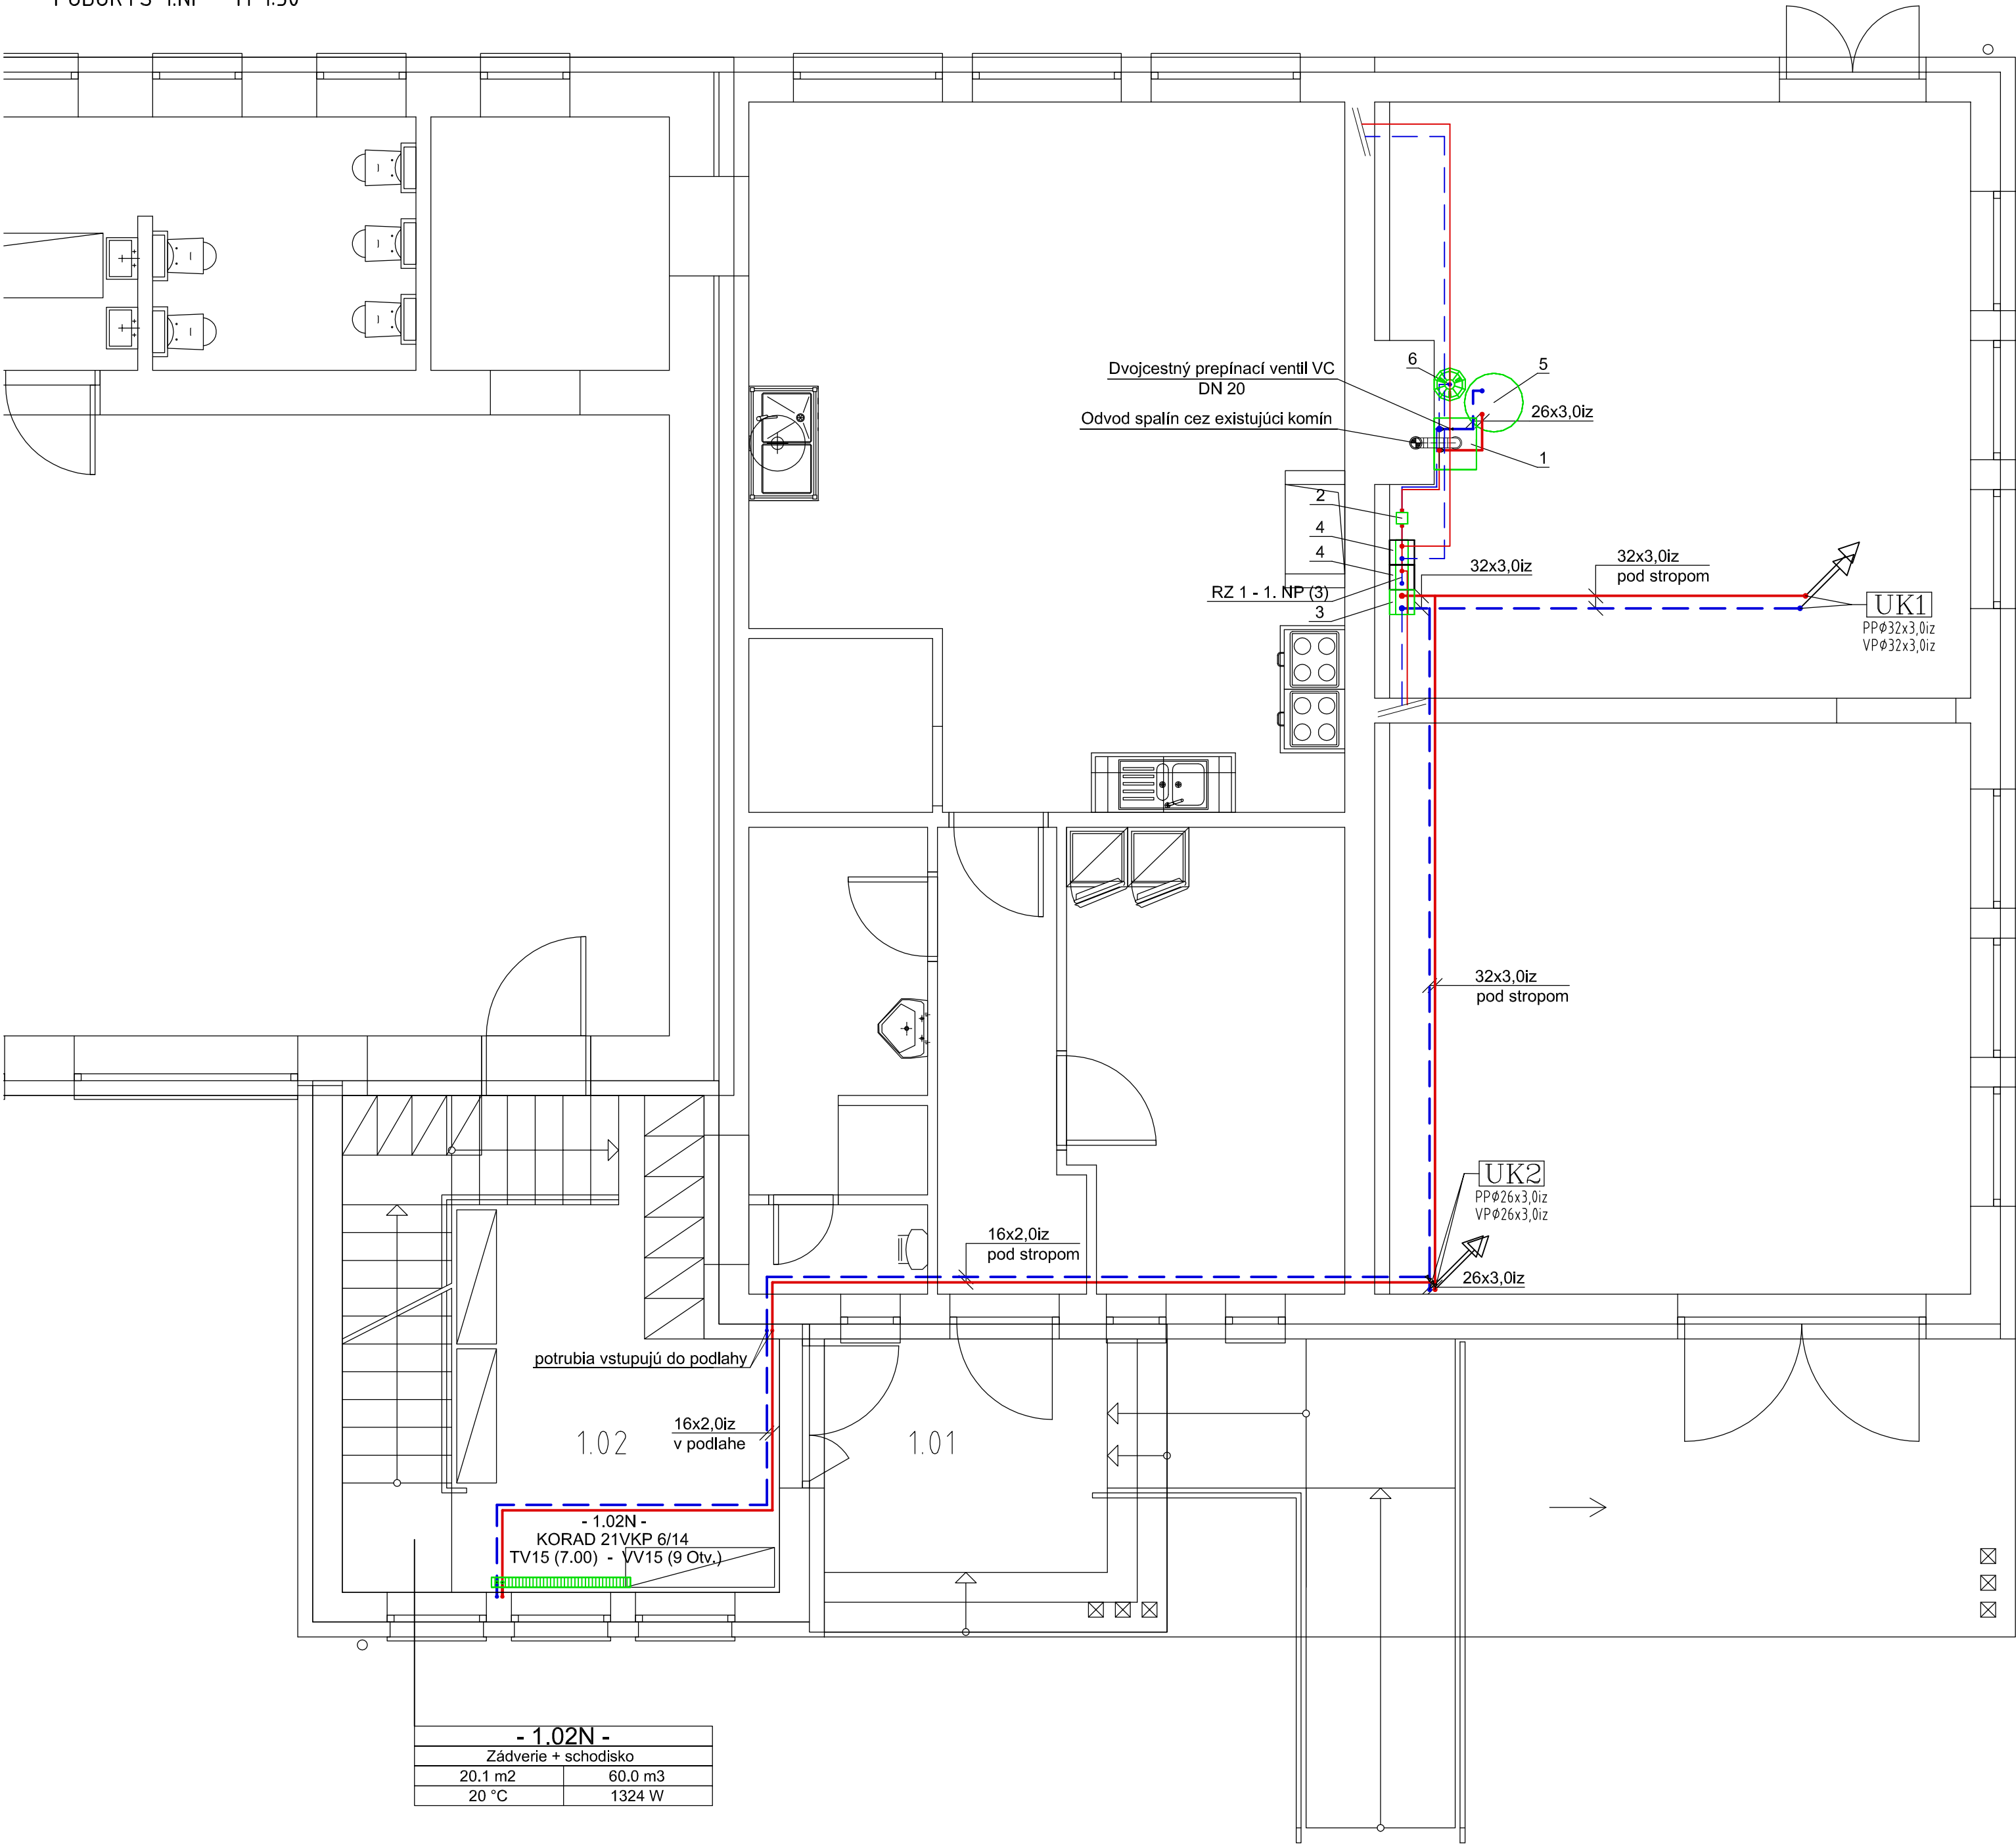 Dvojcestný prepínací ventil VC
DN 20
Odvod spalín cez existujúci komín
6
5
26x3,0iz
1
2
4
4
RZ 1 - 1. NP (3)
3
32x3,0iz
32x3,0iz
pod stropom
UK1
PPϕ32x3,0iz
VPϕ32x3,0iz
32x3,0iz
pod stropom
UK2
PPϕ26x3,0iz
VPϕ26x3,0iz
26x3,0iz
16x2,0iz
pod stropom
potrubia vstupujú do podlahy
16x2,0iz
v podlahe
1.02
1.01
- 1.02N -
KORAD 21VKP 6/14
TV15 (7.00) - VV15 (9 Otv.)
- 1.02N -
Zádverie + schodisko
20.1 m2 60.0 m3
20 °C 1324 W